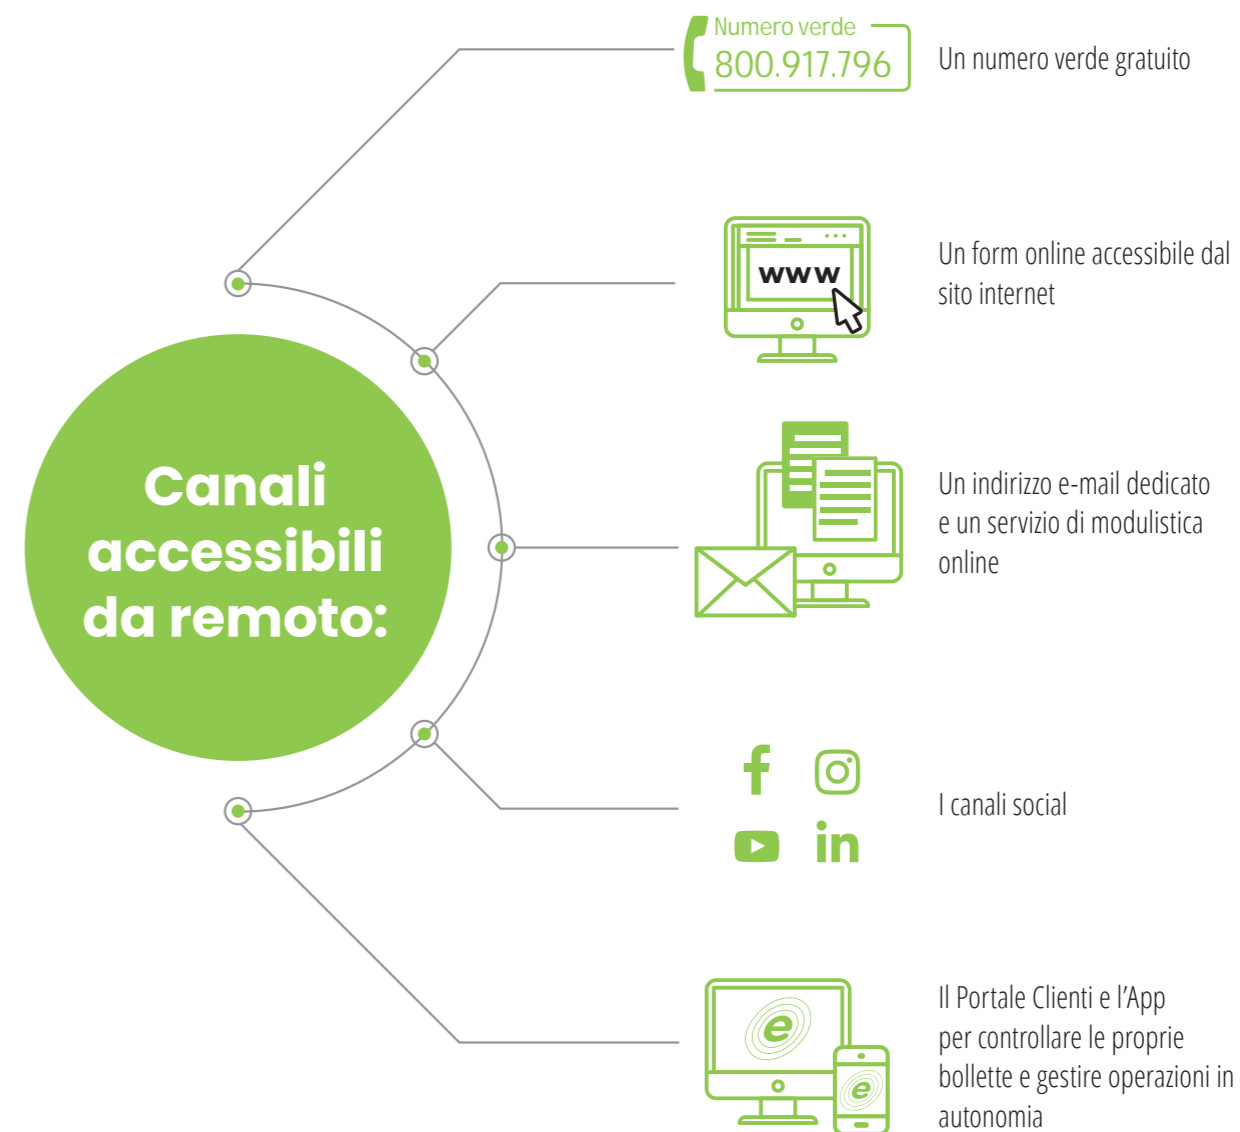 Numero verde
800.917.796
Un numero verde gratuito
www
Un form online accessibile dal
sito internet
Canali
accessibili
da remoto:
Un indirizzo e-mail dedicato
e un servizio di modulistica
online
f
in
I canali social
e
e
Il Portale Clienti e l’App
per controllare le proprie
bollette e gestire operazioni in
autonomia